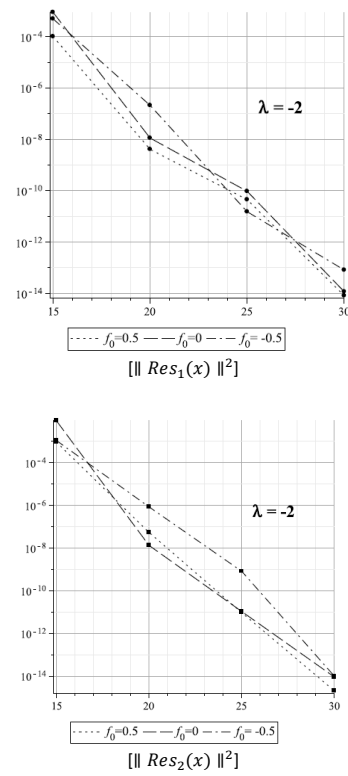 10⁻⁴
10⁻⁶
10⁻⁸
10⁻¹⁰
10⁻¹²
10⁻¹⁴
λ = -2
15 20 25 30
f₀=0.5 f₀=0 f₀= -0.5
[‖ Res₁(x) ‖²]
10⁻⁴
10⁻⁶
10⁻⁸
10⁻¹⁰
10⁻¹²
10⁻¹⁴
λ = -2
15 20 25 30
f₀=0.5 f₀=0 f₀= -0.5
[‖ Res₂(x) ‖²]